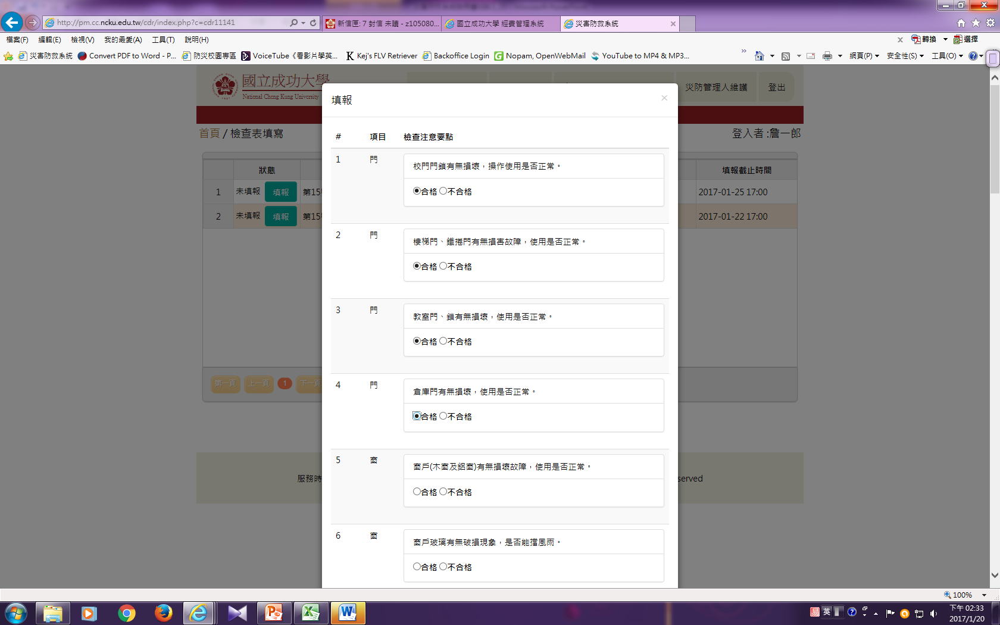 http://pm.cc.ncku.edu.tw/cdr/index.php?c=cdr11141
新信匣: 7 封信 未讀 - z105080...
國立成功大學 經費管理系統
災害防救系統
檔案(F) 編輯(E) 檢視(V) 我的最愛(A) 工具(T) 說明(H)
轉換 選擇
災害防救系統 Convert PDF to Word - P... 防災校園專區 VoiceTube《看影片學英... Kej's FLV Retriever Backoffice Login Nopam, OpenWebMail YouTube to MP4 & MP3...
網頁(P) 安全性(S) 工具(O)
國立成功大學
National Cheng Kung University
災防管理人維護 登出
首頁 / 檢查表填寫
登入者 :詹一郎
狀態 填報截止時間
1 未填報 填報 第15 2017-01-25 17:00
2 未填報 填報 第15 2017-01-22 17:00
第一頁 上一頁 1 下一頁
服務時
served
填報 ×
# 項目 檢查注意要點
1 門 校門門鎖有無損壞，操作使用是否正常。
合格 不合格
2 門 樓梯門、鐵捲門有無損害故障，使用是否正常。
合格 不合格
3 門 教室門、鎖有無損壞，使用是否正常。
合格 不合格
4 門 倉庫門有無損壞，使用是否正常。
合格 不合格
5 窗 窗戶(木窗及鋁窗)有無損壞故障，使用是否正常。
合格 不合格
6 窗 窗戶玻璃有無破損現象，是否能擋風雨。
合格 不合格
100%
英
下午 02:33
2017/1/20